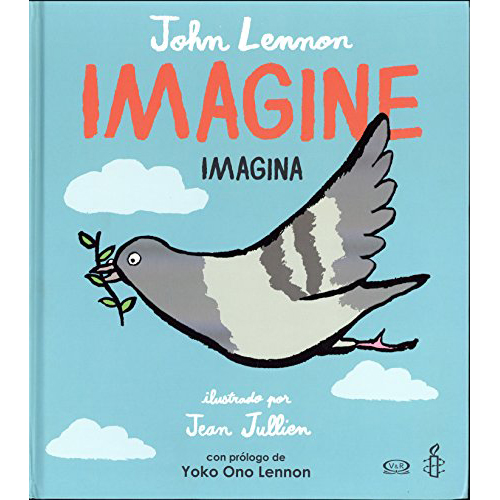 John Lennon
IMAGINE
IMAGINA
ilustrado por
Jean Jullien
con prólogo de
Yoko Ono Lennon
V&R